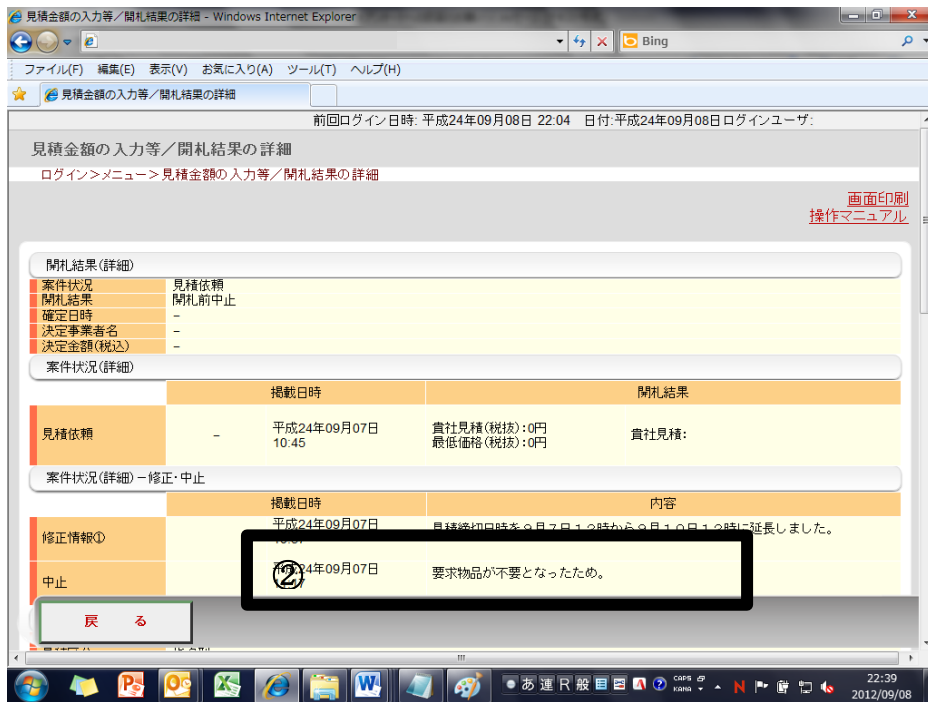 見積金額の入力等／開札結果の詳細 - Windows Internet Explorer
Bing
ファイル(F) 編集(E) 表示(V) お気に入り(A) ツール(T) ヘルプ(H)
見積金額の入力等／開札結果の詳細
前回ログイン日時: 平成24年09月08日 22:04 日付:平成24年09月08日ログインユーザ:
見積金額の入力等／開札結果の詳細
ログイン>メニュー>見積金額の入力等／開札結果の詳細
画面印刷
操作マニュアル
開札結果(詳細)
案件状況 見積依頼
開札結果 開札前中止
確定日時 －
決定事業者名 －
決定金額(税込) －
案件状況(詳細)
掲載日時 開札結果
見積依頼 － 平成24年09月07日 10:45 貴社見積(税抜):0円 最低価格(税抜):0円 貴社見積:
案件状況(詳細)－修正・中止
掲載日時 内容
修正情報① 平成24年09月07日 見積締切日時を９月７日１２時から９月１０日１２時に延長しました。
中止 ② 24年09月07日 要求物品が不要となったため。
戻 る
あ 連 R 般 CAPS KANA 22:39
2012/09/08